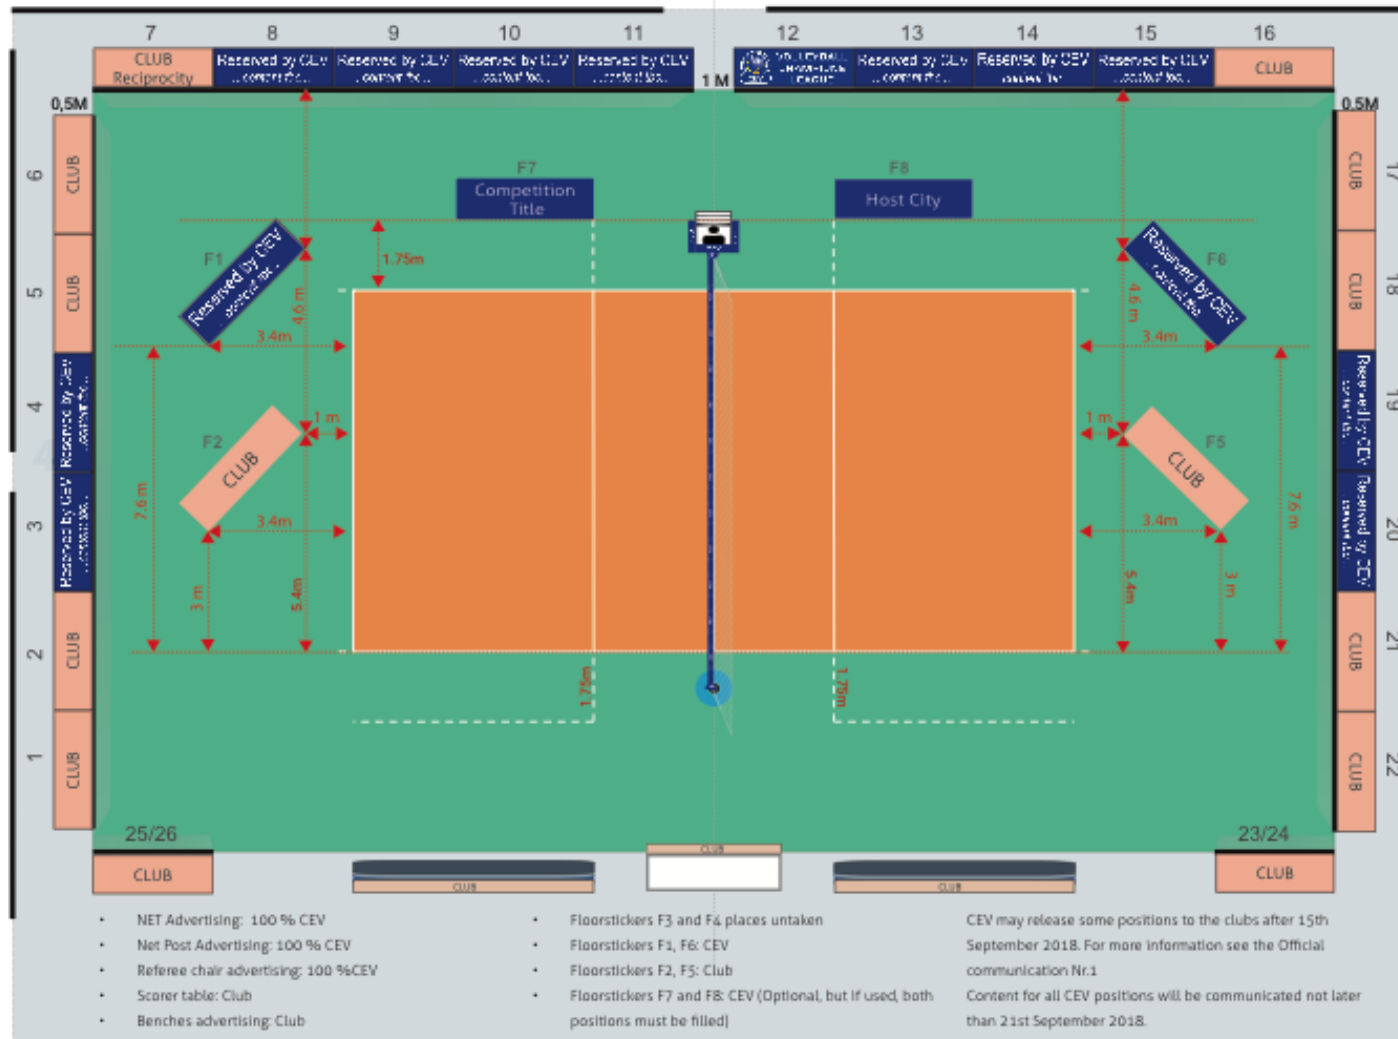 7 8 9 10 11 12 13 14 15 16
CLUB
Reciprocity
Reserved by CEV
Reserved by CEV
Reserved by CEV
Reserved by CEV
VOLLEYBALL
CHAMPIONS
LEAGUE
Reserved by CEV
Reserved by CEV
Reserved by CEV
CLUB
1 M
0,5M
0.5M
6
CLUB
5
CLUB
4
Reserved by CEV
3
Reserved by CEV
2
CLUB
1
CLUB
F7
Competition
Title
F8
Host City
F1
Reserved by CEV
1.75m
4.6 m
3.4m
F2
CLUB
1 m
7.6 m
3.4m
3 m
5.4m
1.75m
F6
Reserved by CEV
4.6 m
3.4m
F5
CLUB
1 m
7.6 m
3.4m
3 m
5.4m
1.75m
17
CLUB
18
CLUB
19
Reserved by CEV
20
Reserved by CEV
21
CLUB
22
CLUB
25/26
CLUB
CLUB
CLUB
CLUB
23/24
CLUB
• NET Advertising: 100 % CEV
• Net Post Advertising: 100 % CEV
• Referee chair advertising: 100 %CEV
• Scorer table: Club
• Benches advertising: Club
• Floorstickers F3 and F4 places untaken
• Floorstickers F1, F6: CEV
• Floorstickers F2, F5: Club
• Floorstickers F7 and F8: CEV (Optional, but if used, both
positions must be filled)
CEV may release some positions to the clubs after 15th
September 2018. For more information see the Official
communication Nr.1
Content for all CEV positions will be communicated not later
than 21st September 2018.